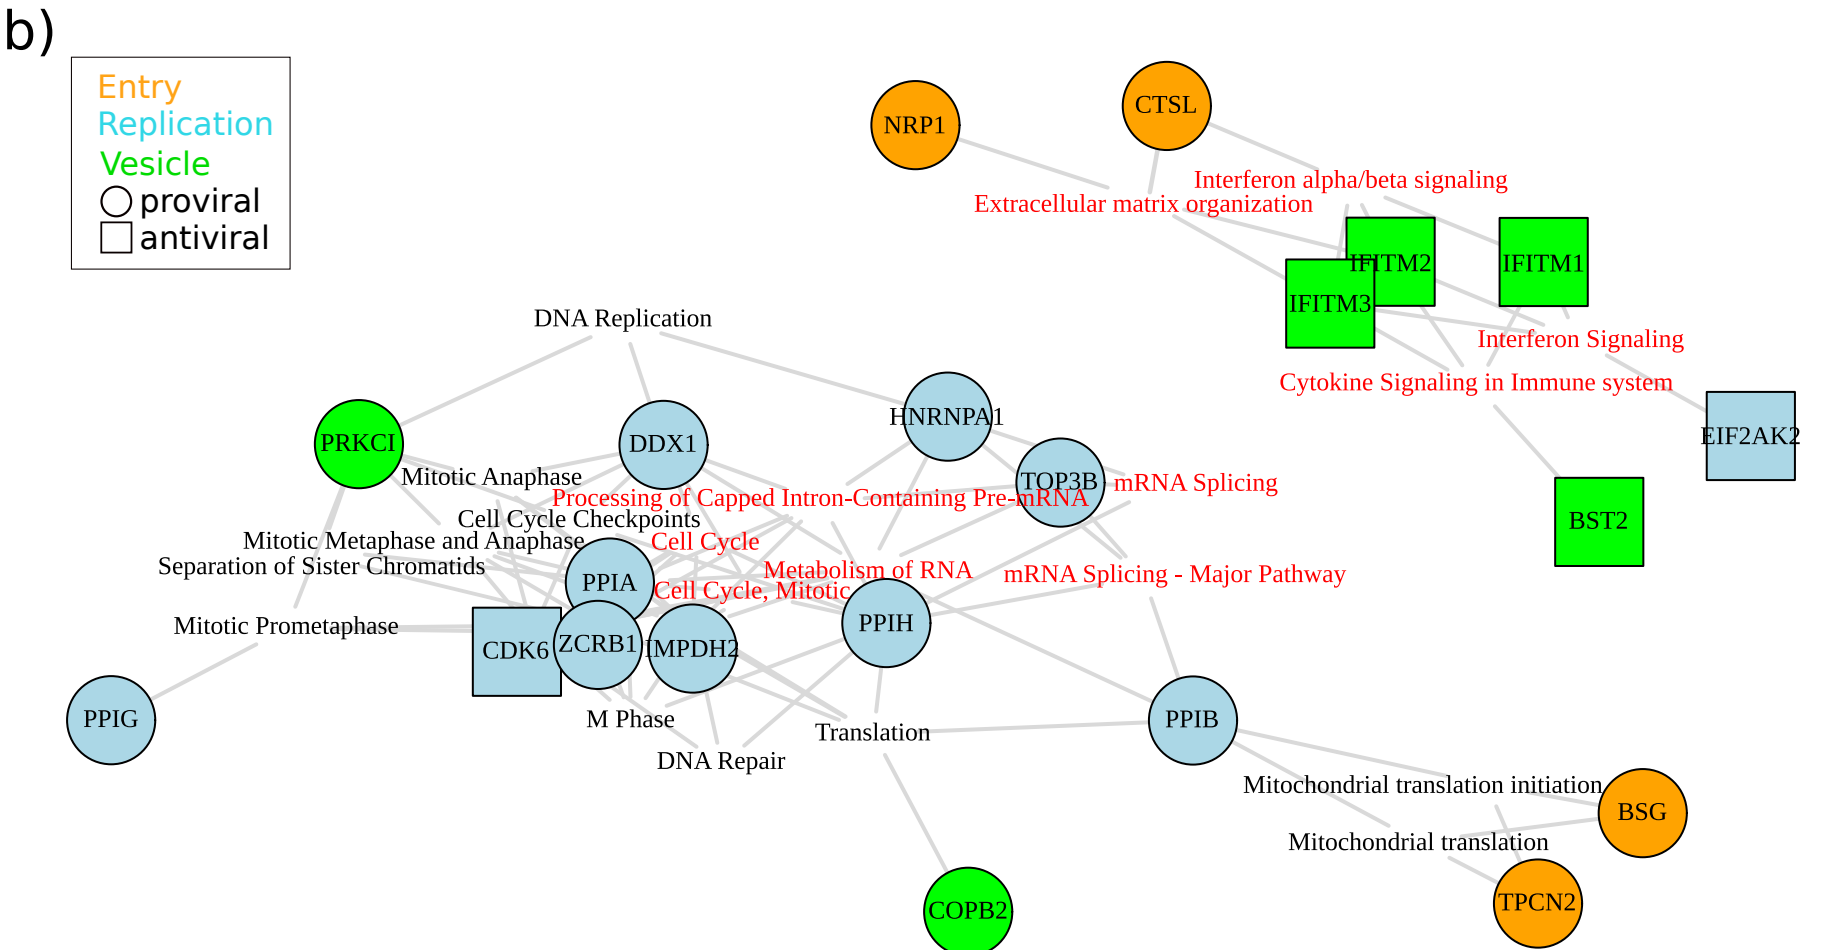 b)
Entry
Replication
Vesicle
proviral
antiviral
NRP1
CTSL
Interferon alpha/beta signaling
Extracellular matrix organization
IFITM2
IFITM1
IFITM3
DNA Replication
Interferon Signaling
Cytokine Signaling in Immune system
HNRNPA1
EIF2AK2
PRKCI
DDX1
Mitotic Anaphase
TOP3B
mRNA Splicing
Processing of Capped Intron-Containing Pre-mRNA
Cell Cycle Checkpoints
BST2
Mitotic Metaphase and Anaphase
Cell Cycle
Separation of Sister Chromatids
Metabolism of RNA
mRNA Splicing - Major Pathway
PPIA
Cell Cycle, Mitotic
Mitotic Prometaphase
PPIH
CDK6
ZCRB1
IMPDH2
PPIG
M Phase
PPIB
Translation
DNA Repair
Mitochondrial translation initiation
BSG
Mitochondrial translation
TPCN2
COPB2